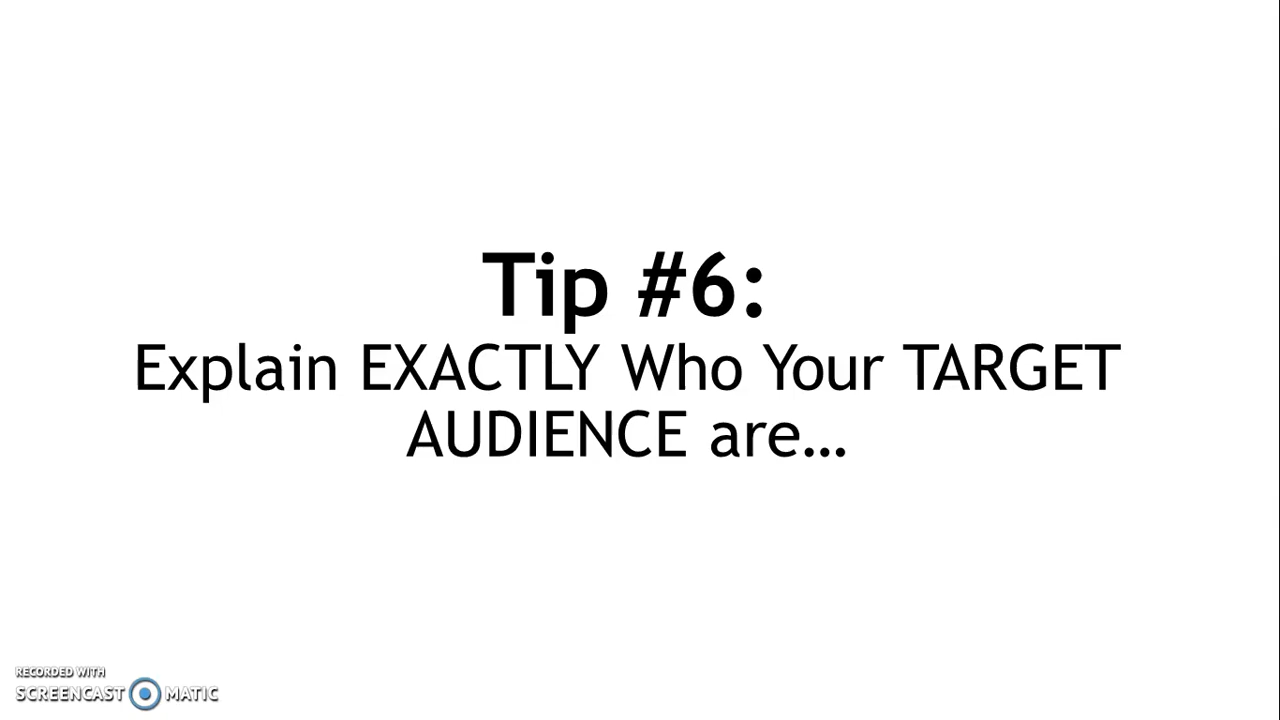 Tip #6:
Explain EXACTLY Who Your TARGET
AUDIENCE are...
RECORDED WITH
SCREENCAST MATIC